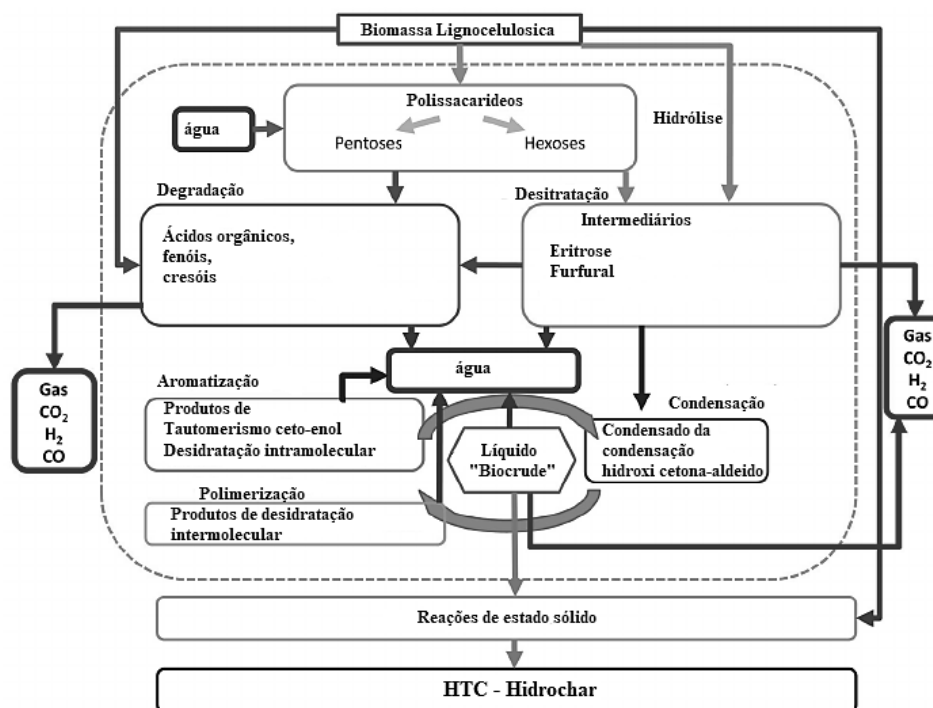 Biomassa Lignocelulosica
Polissacarideos
Hidrólise
água
Pentoses
Hexoses
Degradação
Desitratação
Ácidos orgânicos,
fenóis,
cresóis
Intermediários
Eritrose
Furfural
Gas
CO₂
H₂
CO
Gas
CO₂
H₂
CO
água
Aromatização
Produtos de
Tautomerismo ceto-enol
Desidratação intramolecular
Líquido
"Biocrude"
Condensação
Condensado da
condensação
hidroxi cetona-aldeido
Polimerização
Produtos de desidratação
intermolecular
Reações de estado sólido
HTC - Hidrochar